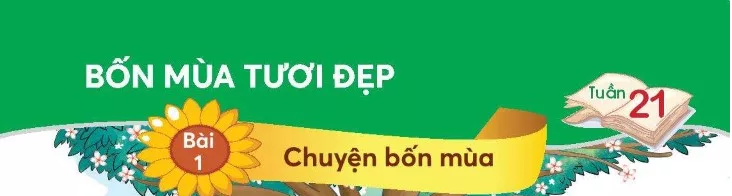 BỐN MÙA TƯƠI ĐẸP
Tuần 21
Bài
1
Chuyện bốn mùa